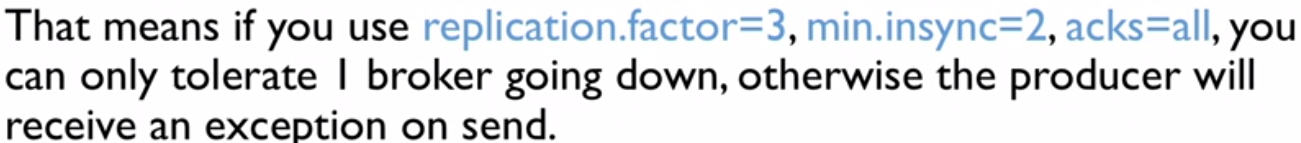 That means if you use replication.factor=3, min.insync=2, acks=all, you
can only tolerate 1 broker going down, otherwise the producer will
receive an exception on send.